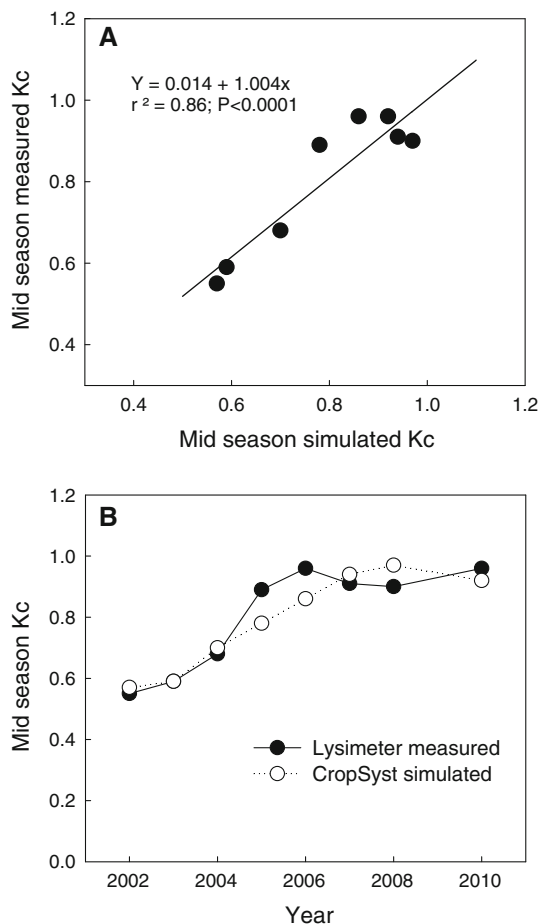 A
Y = 0.014 + 1.004x
r ² = 0.86; P<0.0001
Mid season measured Kc
1.2
1.0
0.8
0.6
0.4
0.4 0.6 0.8 1.0 1.2
Mid season simulated Kc
B
Mid season Kc
1.2
1.0
0.8
0.6
0.4
0.2
0.0
Lysimeter measured
CropSyst simulated
2002 2004 2006 2008 2010
Year